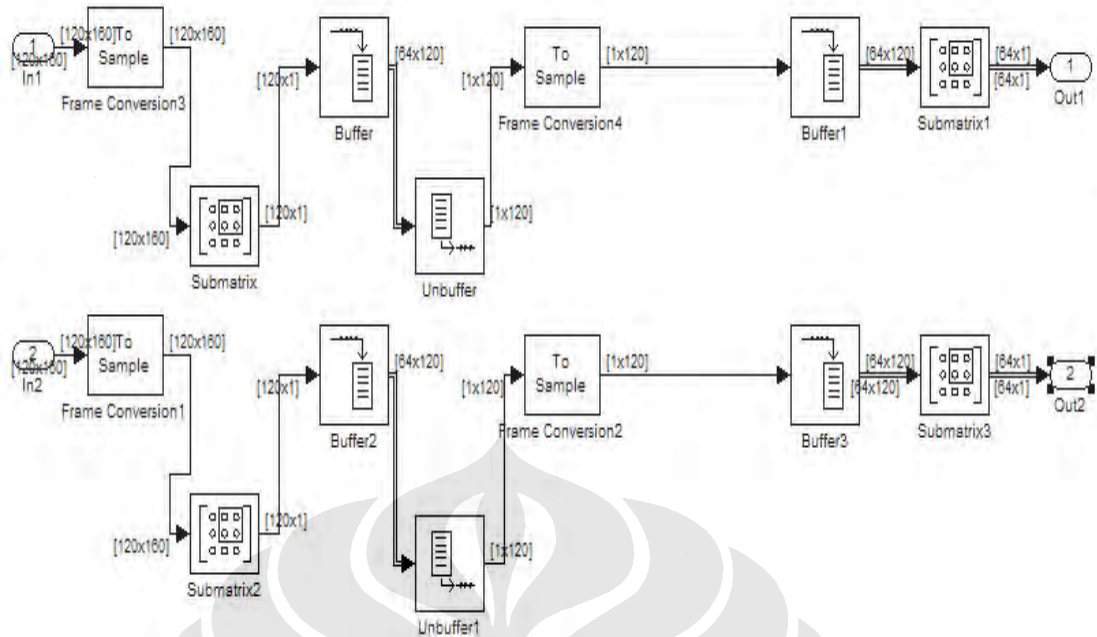 [120x160] To [120x160]
1
Sample
[120x160]
In1
Frame Conversion3
[120x160]
[120x1]
Submatrix
[120x1]
Buffer
[64x120]
Unbuffer
[1x120]
[1x120]
To
Sample
Frame Conversion4
[1x120]
Buffer1
[64x120]
Submatrix1
[64x1]
[64x1]
1
Out1
[120x160] To [120x160]
2
Sample
[120x160]
In2
Frame Conversion1
[120x160]
[120x1]
Submatrix2
[120x1]
Buffer2
[64x120]
Unbuffer1
[1x120]
[1x120]
To
Sample
Frame Conversion2
[1x120]
Buffer3
[64x120]
[64x120]
Submatrix3
[64x1]
[64x1]
2
Out2